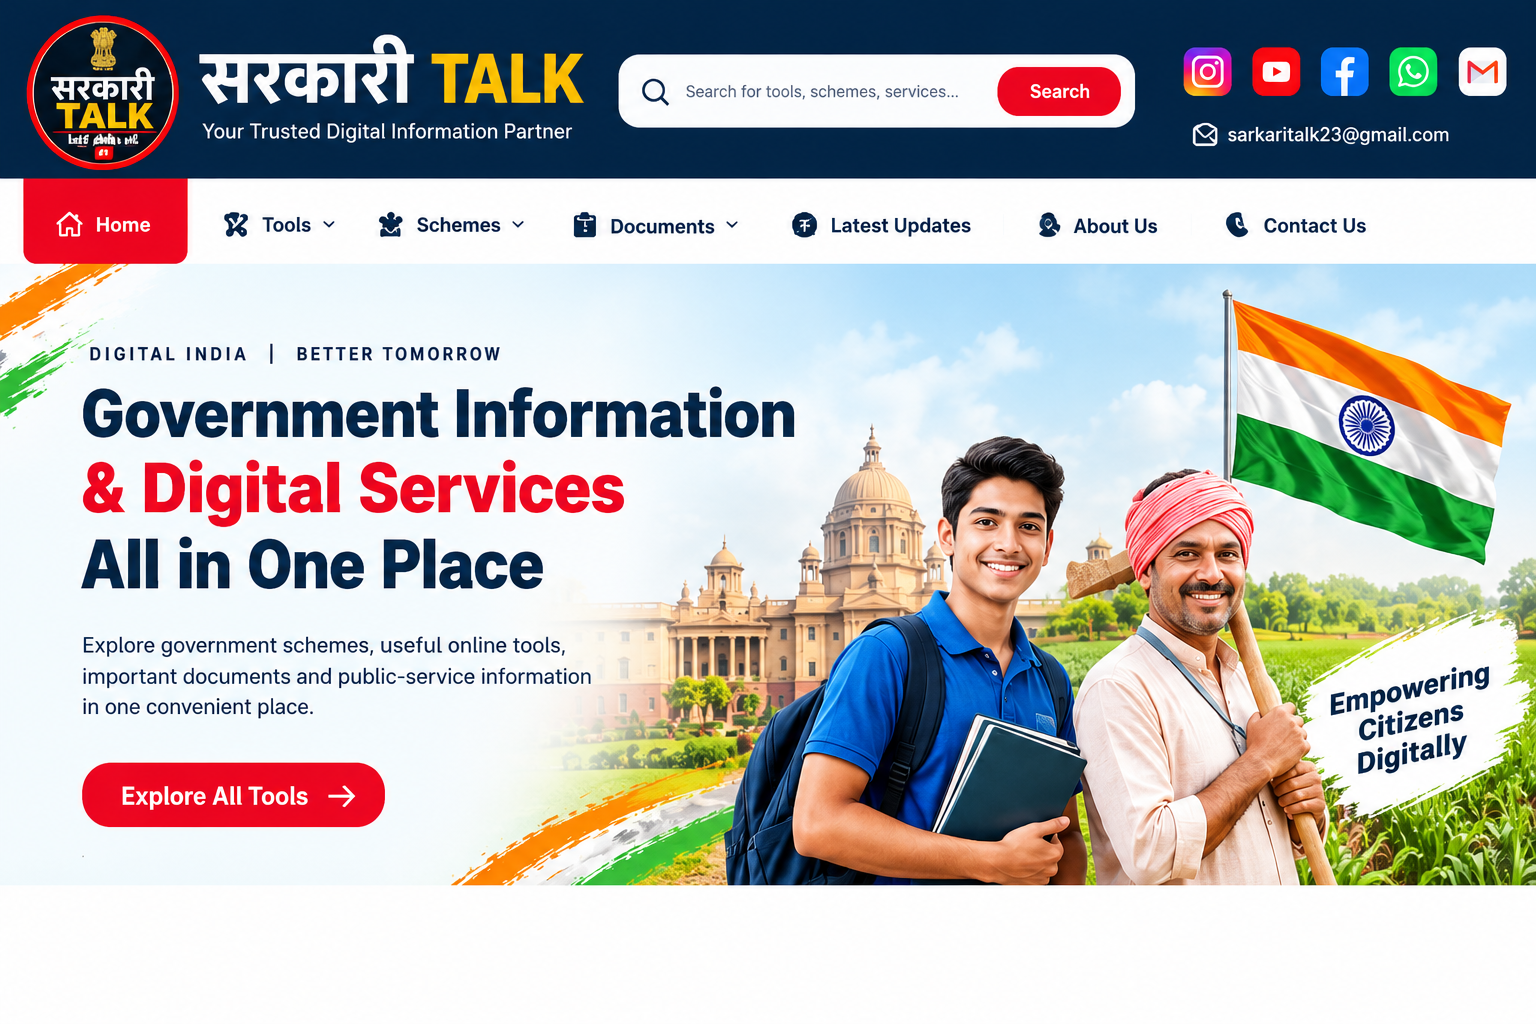 सरकारी
TALK
सरकारी TALK
Your Trusted Digital Information Partner
Search for tools, schemes, services...
Search
sarkaritalk23@gmail.com
Home
Tools
Schemes
Documents
Latest Updates
About Us
Contact Us
DIGITAL INDIA | BETTER TOMORROW
Government Information
& Digital Services
All in One Place
Explore government schemes, useful online tools,
important documents and public-service information
in one convenient place.
Explore All Tools
Empowering
Citizens
Digitally